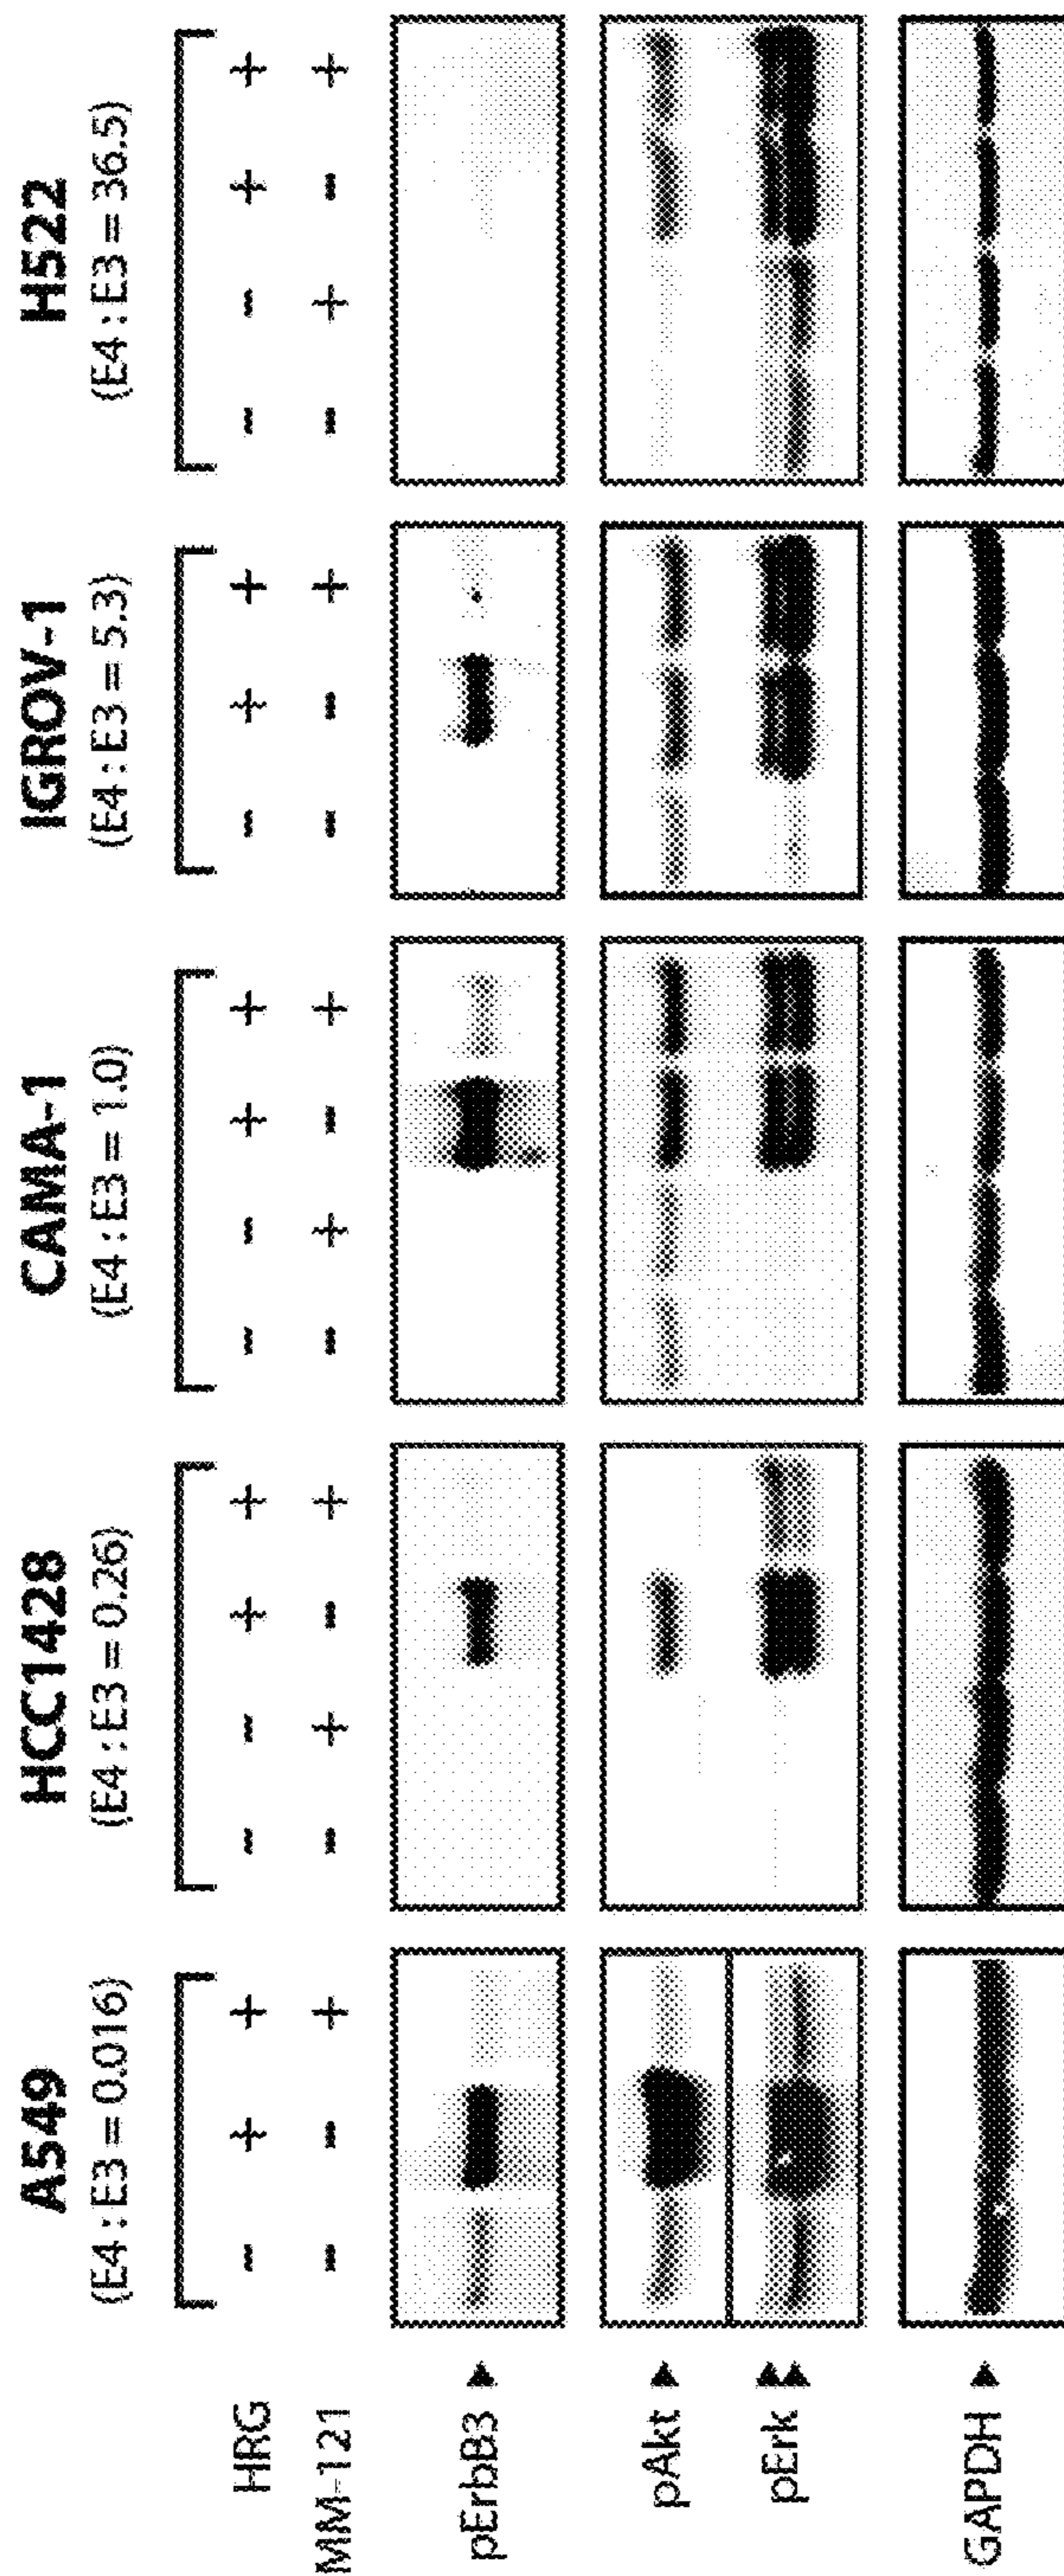 A549 HCC1428 CAMA-1 IGROV-1 H522
(E4 : E3 = 0.016) (E4 : E3 = 0.26) (E4 : E3 = 1.0) (E4 : E3 = 5.3) (E4 : E3 = 36.5)
HRG - + + - - + + - - + + - + + - - + +
MM-121 - - + - + - + - + - + - - + - + - +
pErbB3 ►
pAkt ►
pErk ►►
GAPDH ►